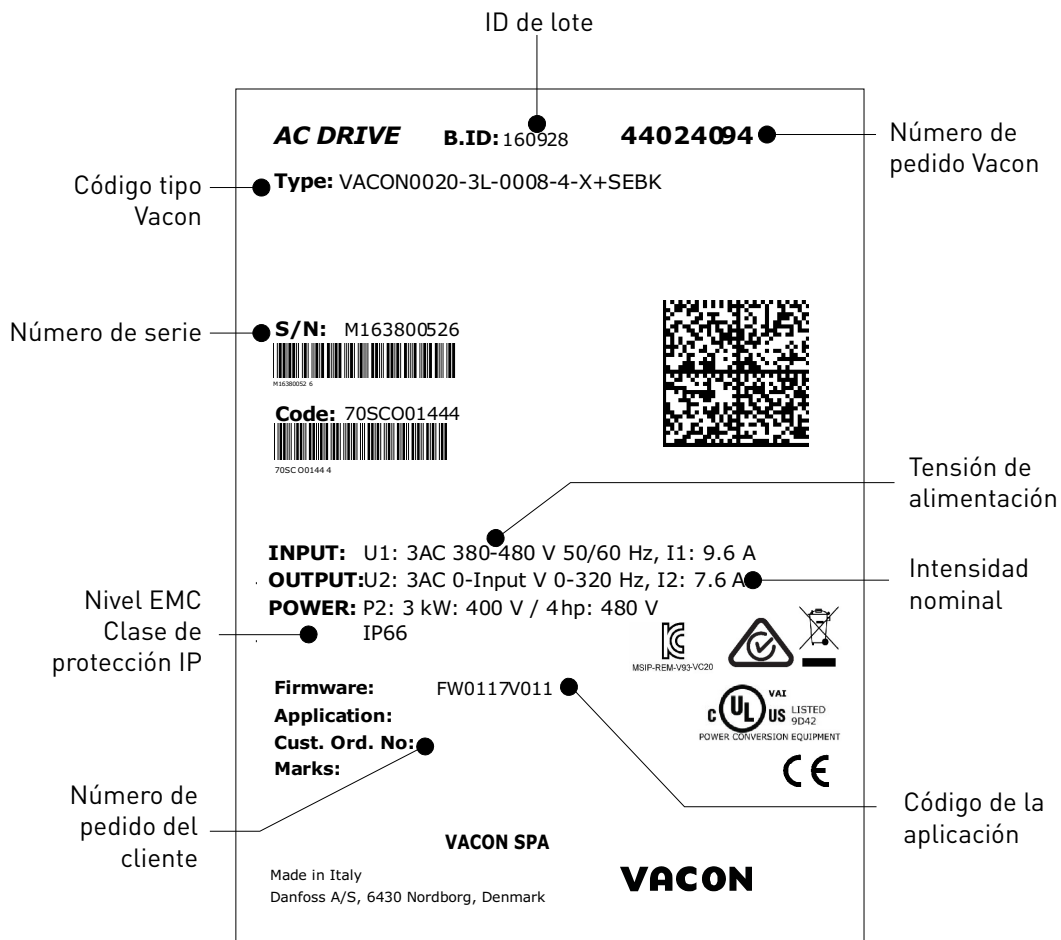 ID de lote
AC DRIVE B.ID: 160928 44024094
Número de
pedido Vacon
Código tipo
Vacon
Type: VACON0020-3L-0008-4-X+SEBK
Número de serie
S/N: M163800526
M16380052 6
Code: 70SCO01444
70SC O0144 4
Tensión de
alimentación
INPUT: U1: 3AC 380-480 V 50/60 Hz, I1: 9.6 A
OUTPUT: U2: 3AC 0-Input V 0-320 Hz, I2: 7.6 A
POWER: P2: 3 kW: 400 V / 4hp: 480 V
IP66
Intensidad
nominal
Nivel EMC
Clase de
protección IP
MSIP-REM-V93-VC20
Firmware: FW0117V011
Application:
Cust. Ord. No:
Marks:
C UL US VAI LISTED
9D42
POWER CONVERSION EQUIPMENT
CE
Número de
pedido del
cliente
Código de la
aplicación
VACON SPA
Made in Italy
Danfoss A/S, 6430 Nordborg, Denmark
VACON